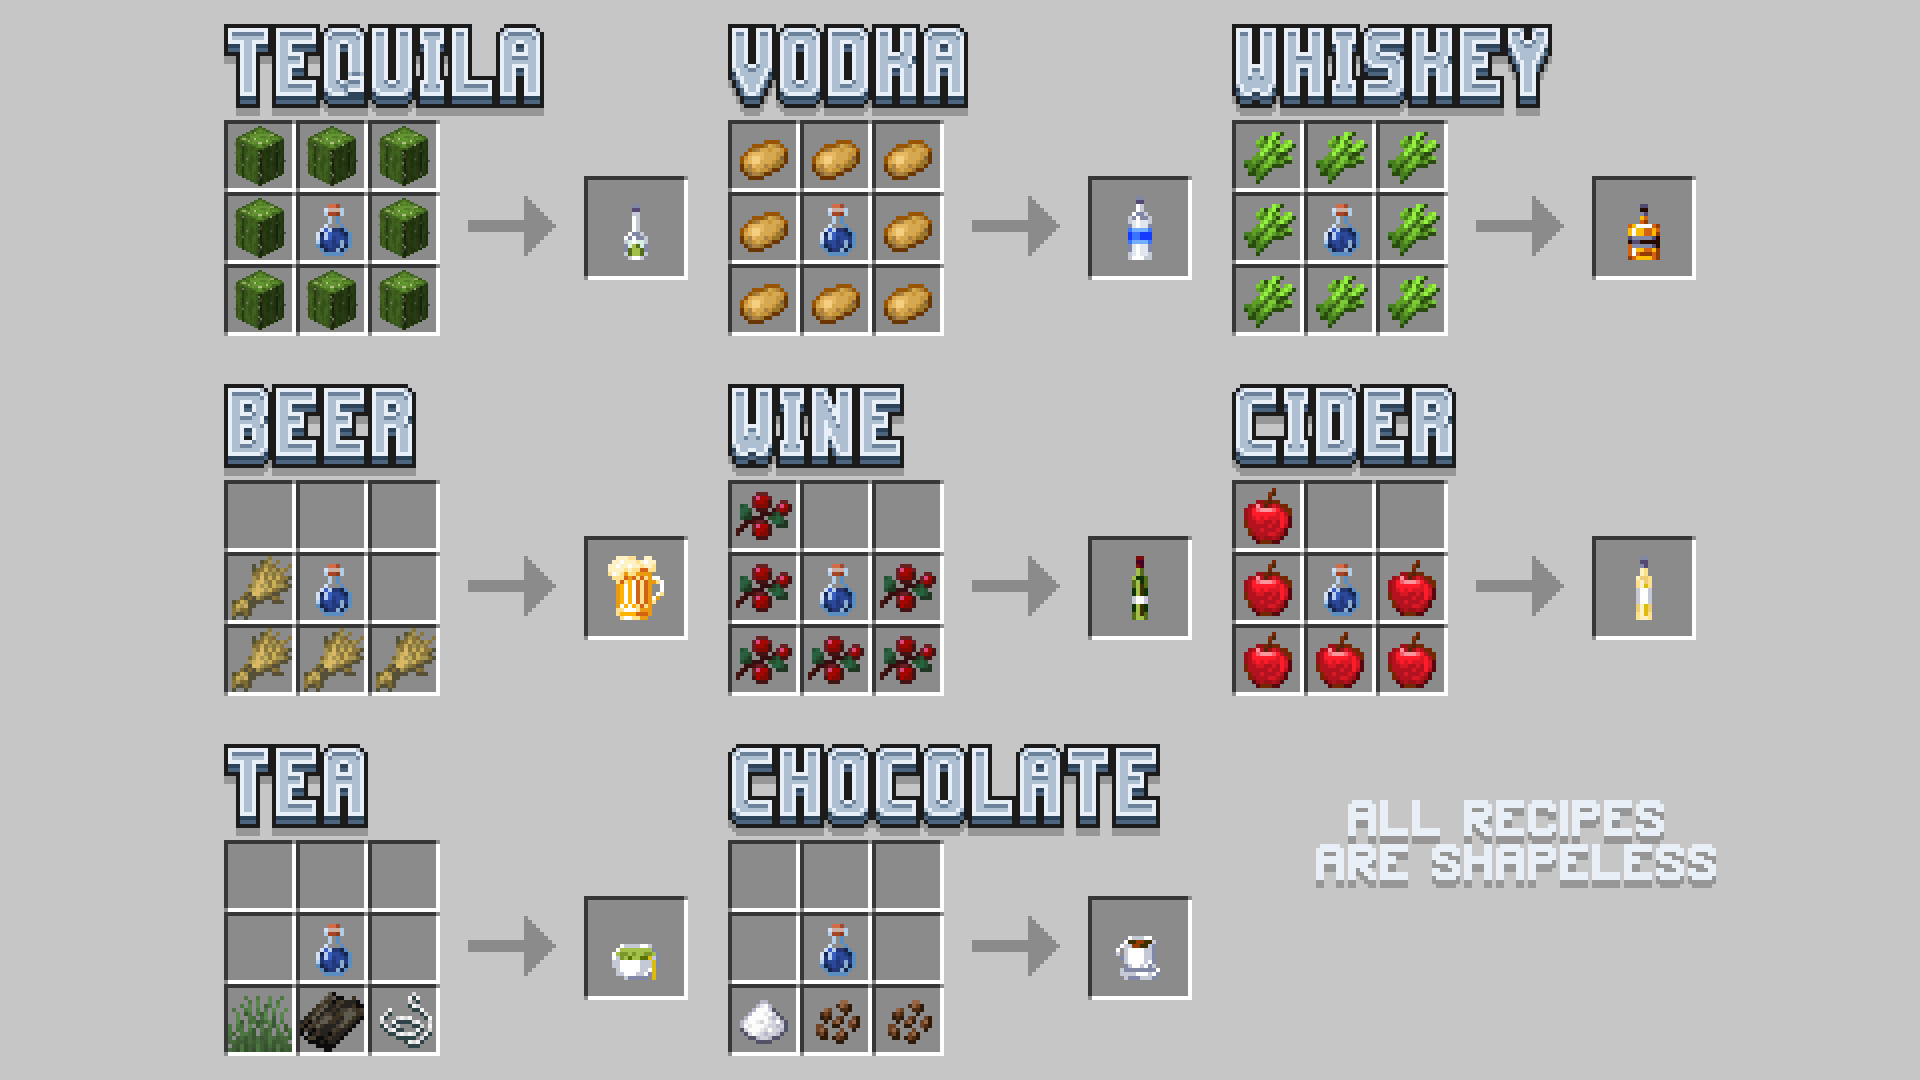 TEQUILA
VODKA
WHISKEY
BEER
WINE
CIDER
TEA
CHOCOLATE
ALL RECIPES
ARE SHAPELESS